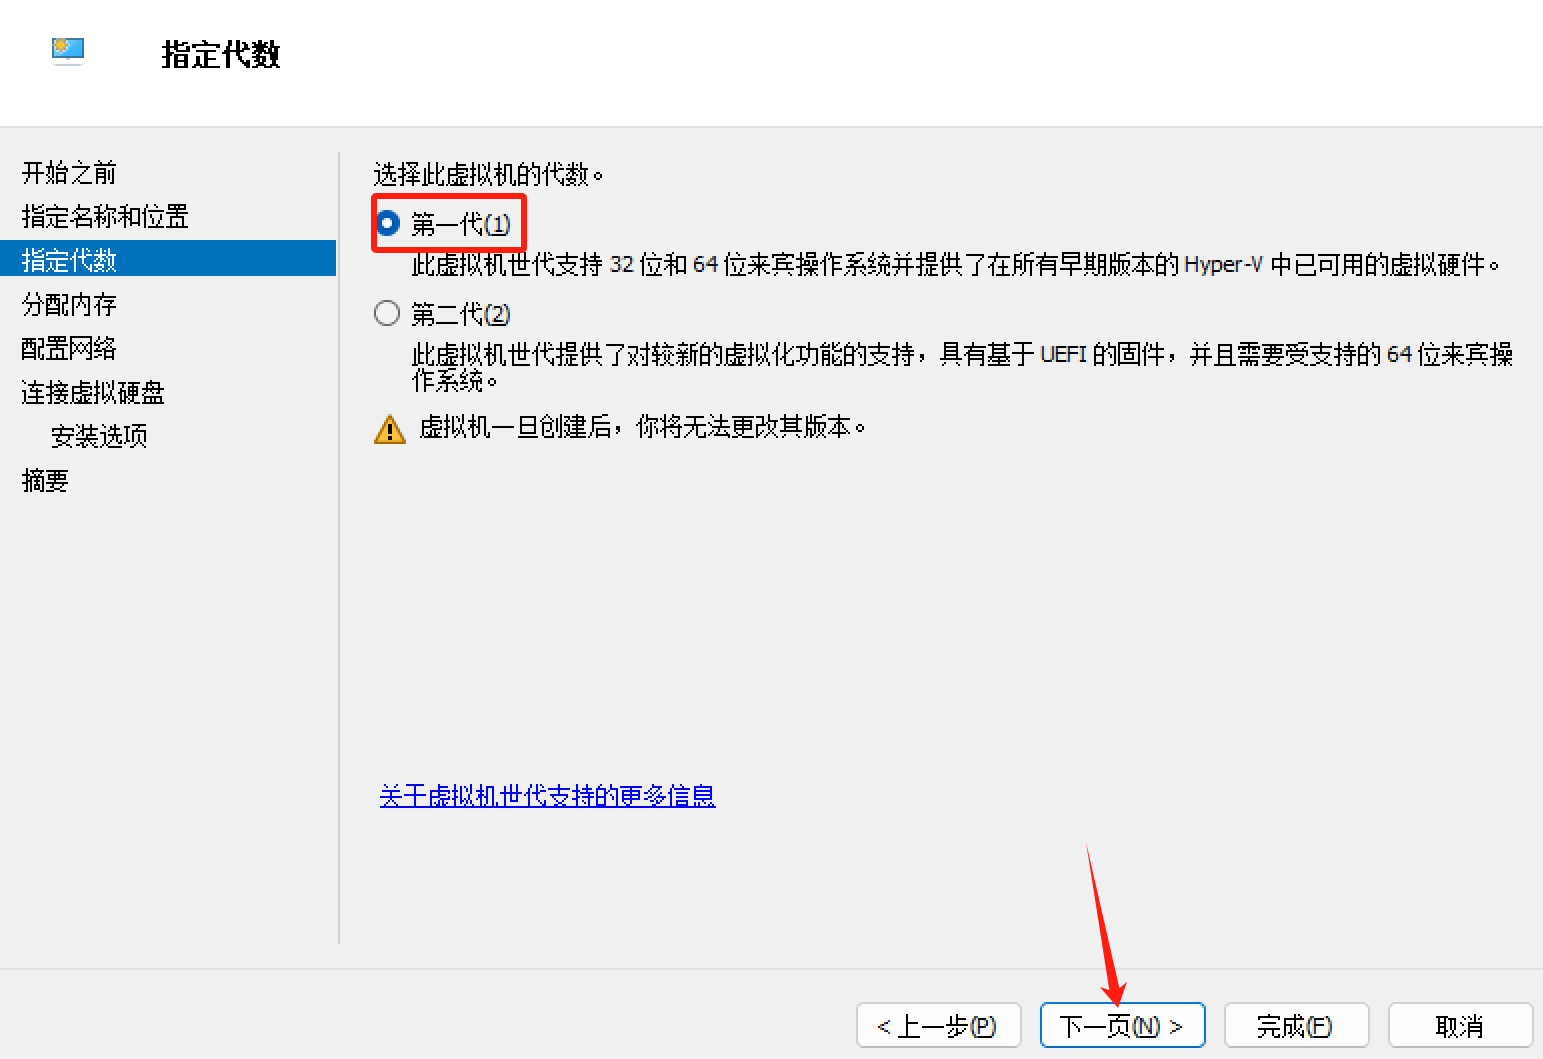 指定代数
开始之前
指定名称和位置
指定代数
分配内存
配置网络
连接虚拟硬盘
安装选项
摘要
选择此虚拟机的代数。
第一代(1)
此虚拟机世代支持 32 位和 64 位来宾操作系统并提供了在所有早期版本的 Hyper-V 中已可用的虚拟硬件。
第二代(2)
此虚拟机世代提供了对较新的虚拟化功能的支持，具有基于 UEFI 的固件，并且需要受支持的 64 位来宾操
作系统。
虚拟机一旦创建后，你将无法更改其版本。
关于虚拟机世代支持的更多信息
< 上一步(P)
下一页(N) >
完成(F)
取消